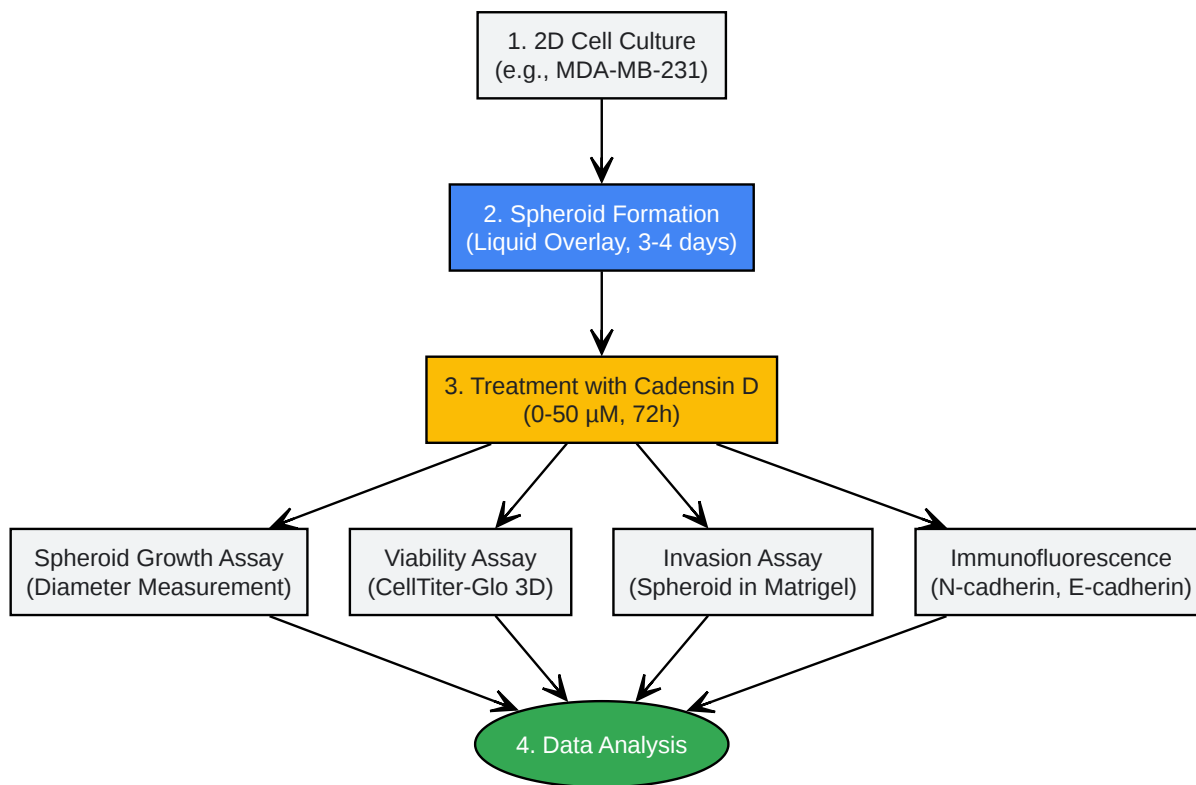 1. 2D Cell Culture
(e.g., MDA-MB-231)
2. Spheroid Formation
(Liquid Overlay, 3-4 days)
3. Treatment with Cadensin D
(0-50 µM, 72h)
Spheroid Growth Assay
(Diameter Measurement)
Viability Assay
(CellTiter-Glo 3D)
Invasion Assay
(Spheroid in Matrigel)
Immunofluorescence
(N-cadherin, E-cadherin)
4. Data Analysis